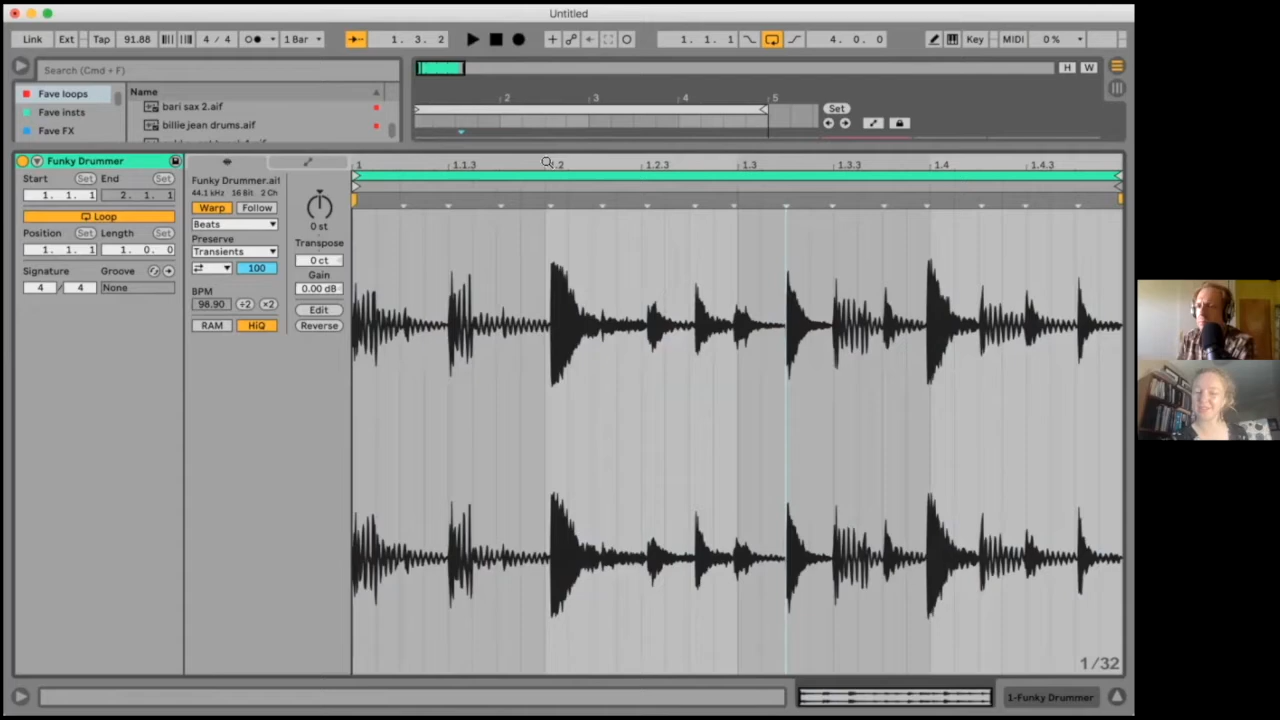 Untitled
Link Ext Tap 91.88 4 / 4 1 Bar 1. 3. 2 1. 1. 1 4. 0. 0 Key MIDI 0 %
Search (Cmd + F) H W
Fave loops Name
Fave insts bari sax 2.aif
Fave FX billie jean drums.aif
2 3 4 5 Set
Funky Drummer
Start Set End Set
1. 1. 1 2. 1. 1
Loop
Position Set Length
1. 1. 1 1. 0. 0
Signature Groove
4 / 4 None
Funky Drummer.aif
44.1 kHz 16 Bit 2 Ch
Warp Follow
Beats
Preserve
Transients
100
BPM
98.90 ÷2 ×2
RAM HiQ
0 st
Transpose
0 ct
Gain
0.00 dB
Edit
Reverse
1 1.1.3 1.2.3 1.3 1.3.3 1.4 1.4.3
1/32
1-Funky Drummer